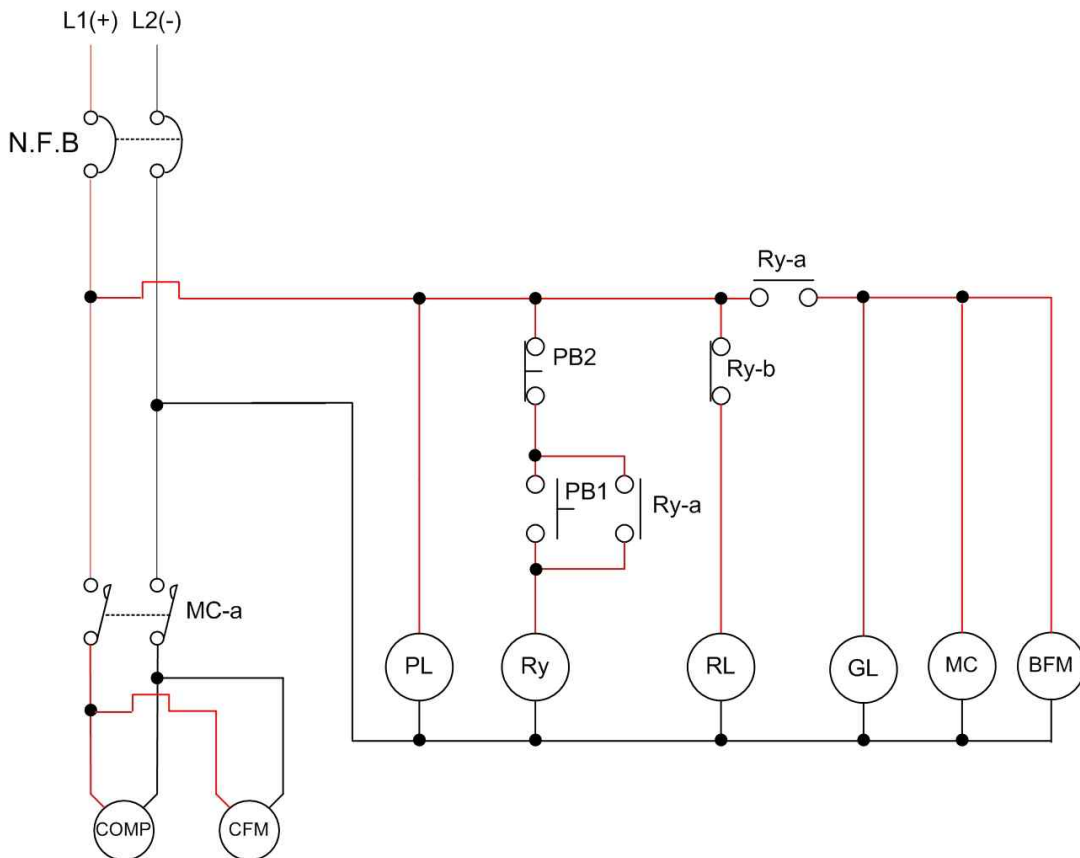 L1(+) L2(-)
N.F.B
Ry-a
PB2
Ry-b
PB1
Ry-a
MC-a
PL
Ry
RL
GL
MC
BFM
COMP
CFM